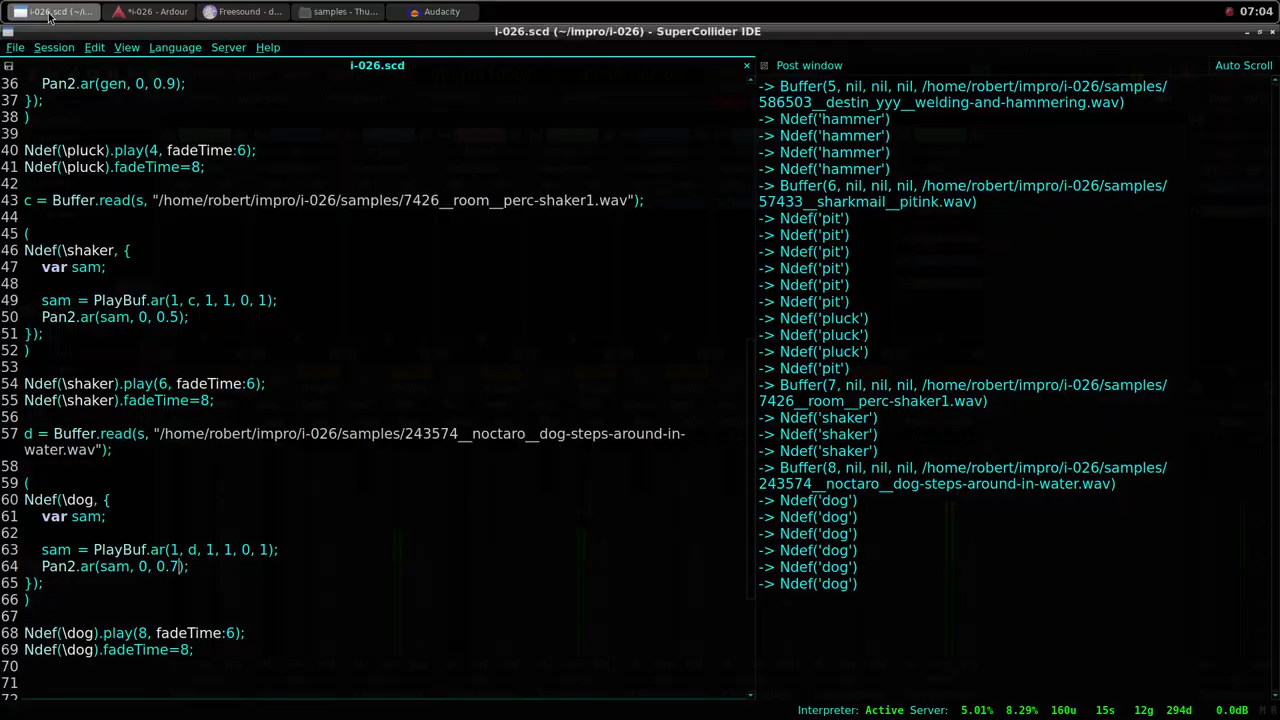 i-026.scd (~/i...
*i-026 - Ardour
Freesound - d...
samples - Thu...
Audacity
07:04
i-026.scd (~/impro/i-026) - SuperCollider IDE
File Session Edit View Language Server Help
i-026.scd
36 Pan2.ar(gen, 0, 0.9);
37 });
38 )
39
40 Ndef(\pluck).play(4, fadeTime:6);
41 Ndef(\pluck).fadeTime=8;
42
43 c = Buffer.read(s, "/home/robert/impro/i-026/samples/7426__room__perc-shaker1.wav");
44
45 (
46 Ndef(\shaker, {
47 var sam;
48
49 sam = PlayBuf.ar(1, c, 1, 1, 0, 1);
50 Pan2.ar(sam, 0, 0.5);
51 });
52 )
53
54 Ndef(\shaker).play(6, fadeTime:6);
55 Ndef(\shaker).fadeTime=8;
56
57 d = Buffer.read(s, "/home/robert/impro/i-026/samples/243574__noctaro__dog-steps-around-in-
water.wav");
58
59 (
60 Ndef(\dog, {
61 var sam;
62
63 sam = PlayBuf.ar(1, d, 1, 1, 0, 1);
64 Pan2.ar(sam, 0, 0.7);
65 });
66 )
67
68 Ndef(\dog).play(8, fadeTime:6);
69 Ndef(\dog).fadeTime=8;
70
71
72
Post window
Auto Scroll
-> Buffer(5, nil, nil, nil, /home/robert/impro/i-026/samples/
586503__destin_yyy__welding-and-hammering.wav)
-> Ndef('hammer')
-> Ndef('hammer')
-> Ndef('hammer')
-> Ndef('hammer')
-> Buffer(6, nil, nil, nil, /home/robert/impro/i-026/samples/
57433__sharkmail__pitink.wav)
-> Ndef('pit')
-> Ndef('pit')
-> Ndef('pit')
-> Ndef('pit')
-> Ndef('pit')
-> Ndef('pit')
-> Ndef('pluck')
-> Ndef('pluck')
-> Ndef('pluck')
-> Ndef('pit')
-> Buffer(7, nil, nil, nil, /home/robert/impro/i-026/samples/
7426__room__perc-shaker1.wav)
-> Ndef('shaker')
-> Ndef('shaker')
-> Ndef('shaker')
-> Buffer(8, nil, nil, nil, /home/robert/impro/i-026/samples/
243574__noctaro__dog-steps-around-in-water.wav)
-> Ndef('dog')
-> Ndef('dog')
-> Ndef('dog')
-> Ndef('dog')
-> Ndef('dog')
-> Ndef('dog')
Interpreter: Active Server: 5.01% 8.29% 160u 15s 12g 294d 0.0dB M R